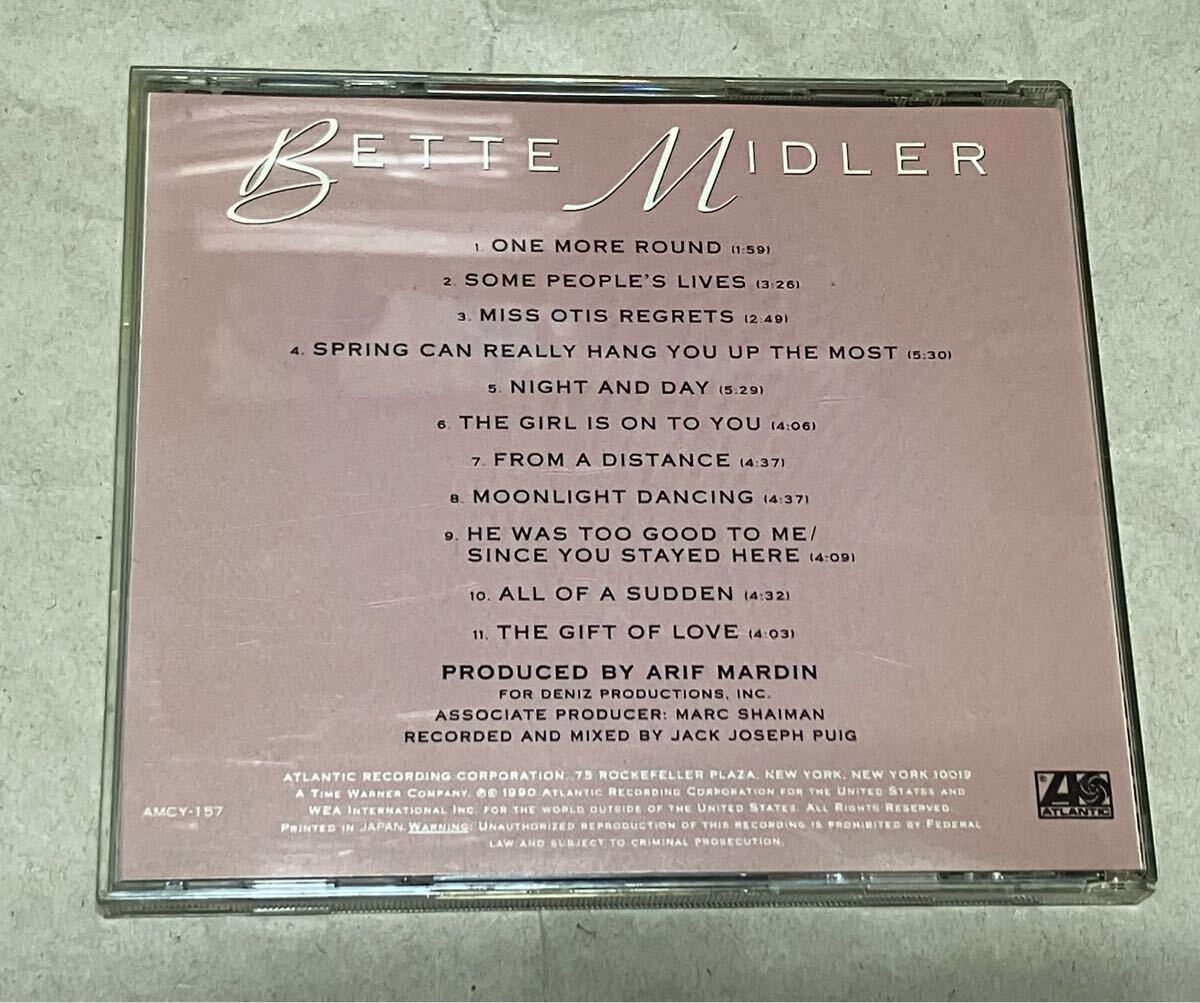 BETTE MIDLER
1. ONE MORE ROUND (1:59)
2. SOME PEOPLE'S LIVES (3:26)
3. MISS OTIS REGRETS (2:49)
4. SPRING CAN REALLY HANG YOU UP THE MOST (5:30)
5. NIGHT AND DAY (5:29)
6. THE GIRL IS ON TO YOU (4:06)
7. FROM A DISTANCE (4:37)
8. MOONLIGHT DANCING (4:37)
9. HE WAS TOO GOOD TO ME/
SINCE YOU STAYED HERE (4:09)
10. ALL OF A SUDDEN (4:32)
11. THE GIFT OF LOVE (4:03)
PRODUCED BY ARIF MARDIN
FOR DENIZ PRODUCTIONS, INC.
ASSOCIATE PRODUCER: MARC SHAIMAN
RECORDED AND MIXED BY JACK JOSEPH PUIG
ATLANTIC RECORDING CORPORATION, 75 ROCKEFELLER PLAZA, NEW YORK, NEW YORK 10019
A TIME WARNER COMPANY. ℗© 1990 ATLANTIC RECORDING CORPORATION FOR THE UNITED STATES AND
WEA INTERNATIONAL INC. FOR THE WORLD OUTSIDE OF THE UNITED STATES. ALL RIGHTS RESERVED.
PRINTED IN JAPAN. WARNING: UNAUTHORIZED REPRODUCTION OF THIS RECORDING IS PROHIBITED BY FEDERAL
LAW AND SUBJECT TO CRIMINAL PROSECUTION.
AMCY-157
® ATLANTIC